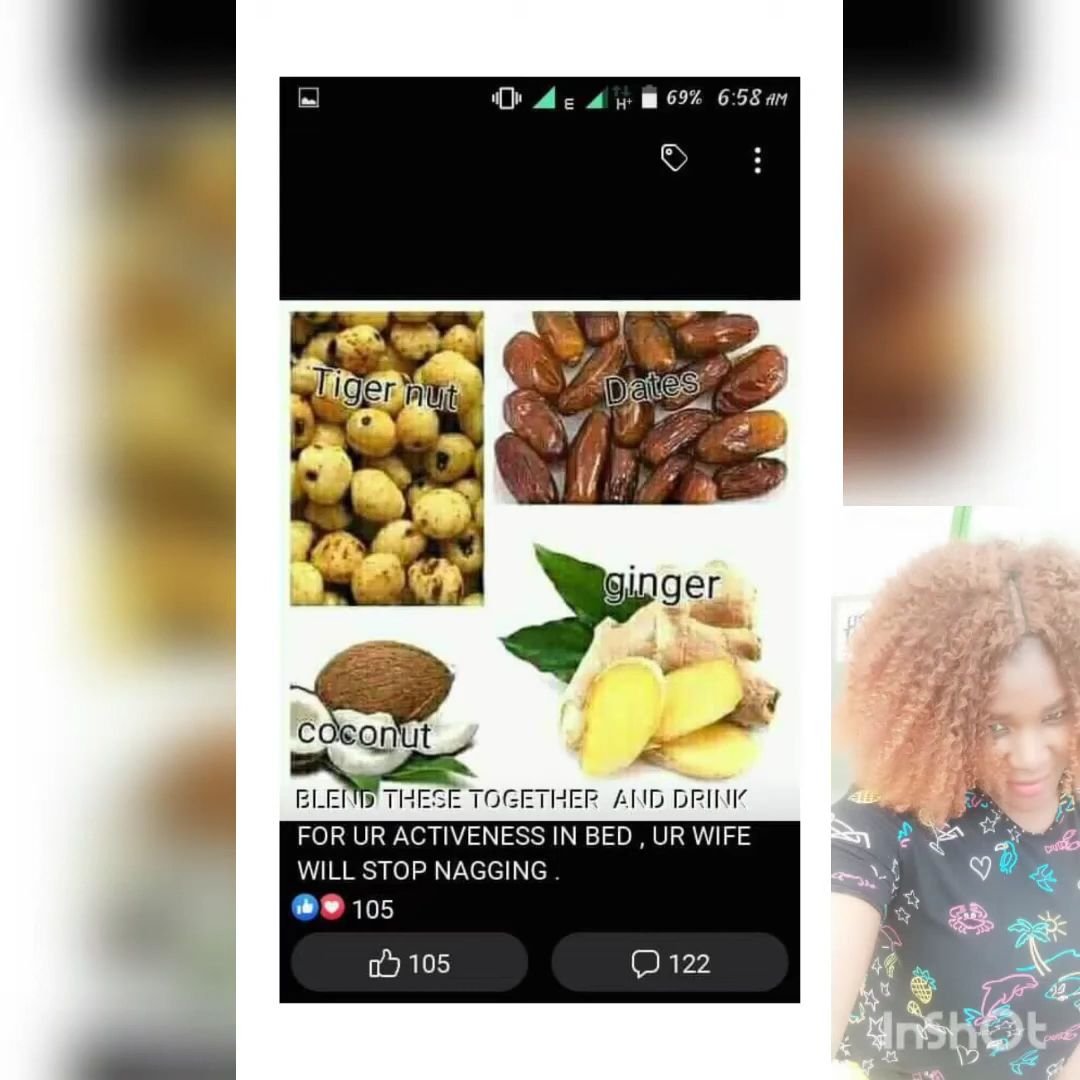 E H+ 69% 6:58 AM
Tiger nut
Dates
ginger
coconut
BLEND THESE TOGETHER AND DRINK
FOR UR ACTIVENESS IN BED , UR WIFE
WILL STOP NAGGING .
105
105
122
InShOt